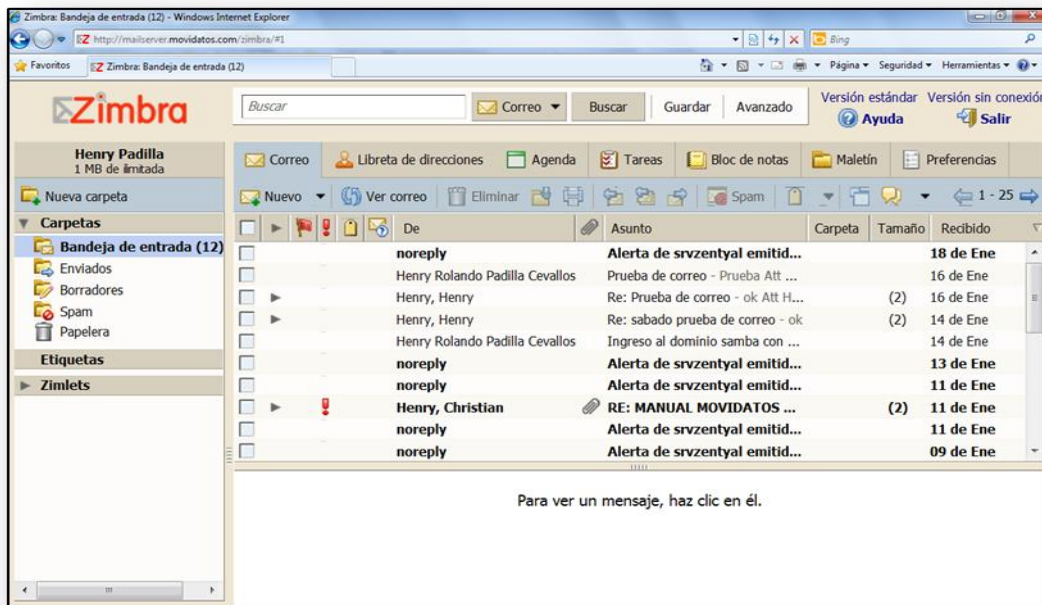 Zimbra: Bandeja de entrada (12) - Windows Internet Explorer
http://mailserver.movidatos.com/zimbra/#1
Bing
Favoritos
Zimbra: Bandeja de entrada (12)
Página Seguridad Herramientas
Zimbra
Buscar
Correo
Buscar
Guardar
Avanzado
Versión estándar
Versión sin conexión
Ayuda
Salir
Henry Padilla
1 MB de ilimitada
Correo
Libreta de direcciones
Agenda
Tareas
Bloc de notas
Maletín
Preferencias
Nueva carpeta
Nuevo
Ver correo
Eliminar
Spam
1 - 25
Carpetas
Bandeja de entrada (12)
Enviados
Borradores
Spam
Papelera
Etiquetas
Zimlets
De Asunto Carpeta Tamaño Recibido
noreply Alerta de srvzentyal emitid... 18 de Ene
Henry Rolando Padilla Cevallos Prueba de correo - Prueba Att ... 16 de Ene
Henry, Henry Re: Prueba de correo - ok Att H... (2) 16 de Ene
Henry, Henry Re: sabado prueba de correo - ok (2) 14 de Ene
Henry Rolando Padilla Cevallos Ingreso al dominio samba con ... 14 de Ene
noreply Alerta de srvzentyal emitid... 13 de Ene
noreply Alerta de srvzentyal emitid... 11 de Ene
Henry, Christian RE: MANUAL MOVIDATOS ... (2) 11 de Ene
noreply Alerta de srvzentyal emitid... 11 de Ene
noreply Alerta de srvzentyal emitid... 09 de Ene
Para ver un mensaje, haz clic en él.